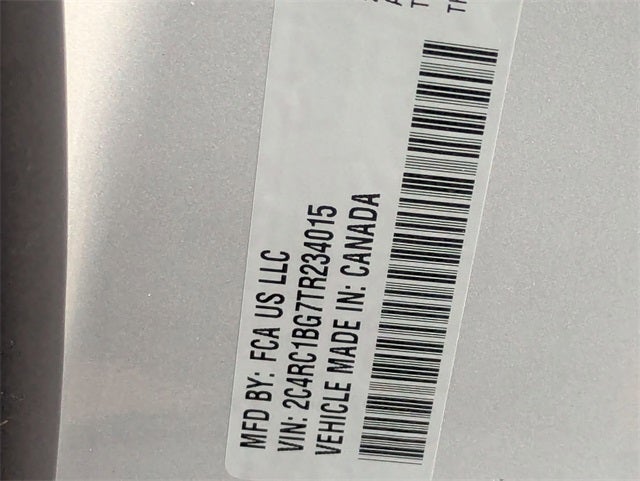 MFD BY: FCA US LLC
VIN: 2C4RC1BG7TR234015
VEHICLE MADE IN: CANADA